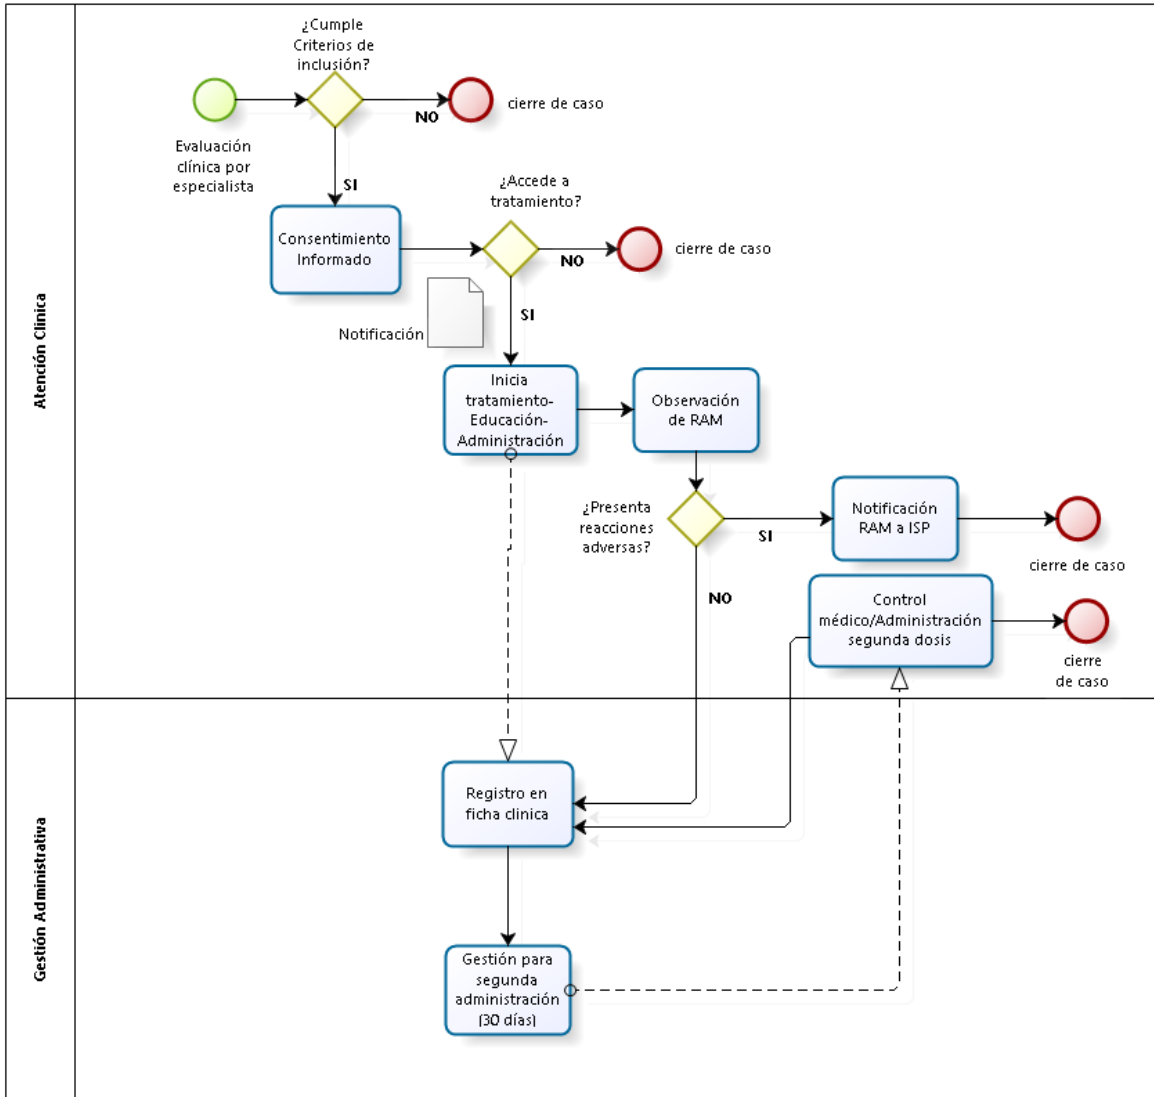 Atención Clinica
¿Cumple
Criterios de
inclusión?
NO
cierre de caso
Evaluación
clínica por
especialista
SI
¿Accede a
tratamiento?
Consentimiento
Informado
NO
cierre de caso
Notificación
SI
Inicia
tratamiento-
Educación-
Administración
Observación
de RAM
¿Presenta
reacciones
adversas?
SI
Notificación
RAM a ISP
cierre de caso
NO
Control
médico/Administración
segunda dosis
cierre
de caso
Gestión Administrativa
Registro en
ficha clinica
Gestión para
segunda
administración
(30 días)